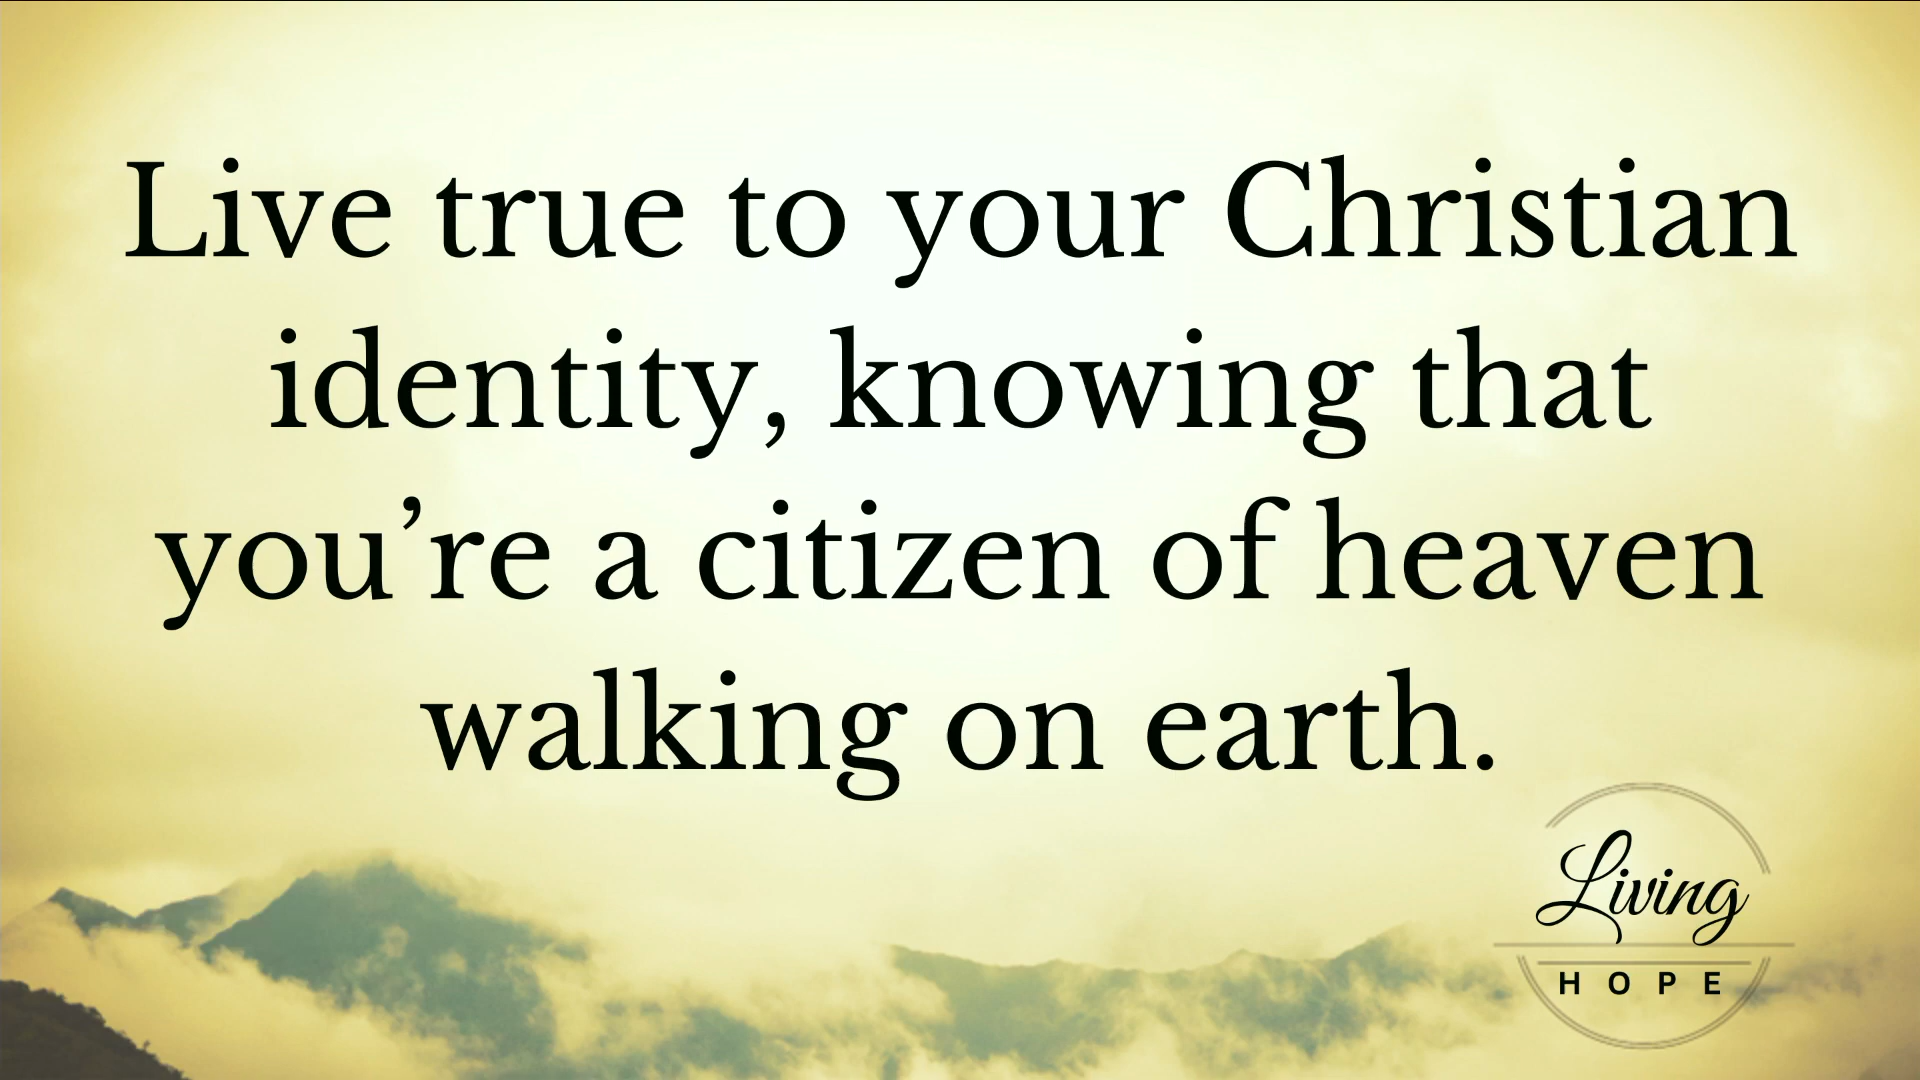 Live true to your Christian
identity, knowing that
you’re a citizen of heaven
walking on earth.
Living
HOPE